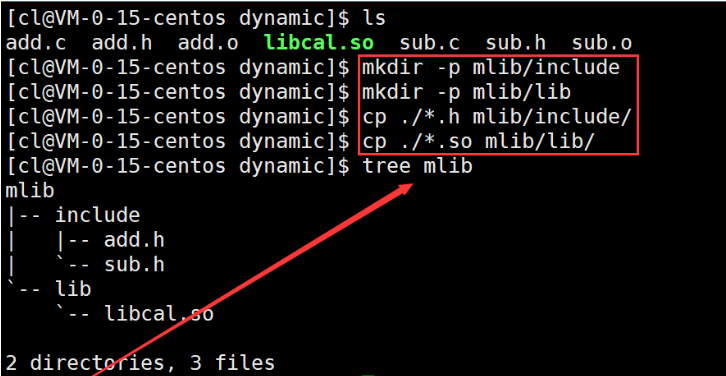 [cl@VM-0-15-centos dynamic]$ ls
add.c  add.h  add.o  libcal.so  sub.c  sub.h  sub.o
[cl@VM-0-15-centos dynamic]$ mkdir -p mlib/include
[cl@VM-0-15-centos dynamic]$ mkdir -p mlib/lib
[cl@VM-0-15-centos dynamic]$ cp ./*.h mlib/include/
[cl@VM-0-15-centos dynamic]$ cp ./*.so mlib/lib/
[cl@VM-0-15-centos dynamic]$ tree mlib
mlib
|-- include
|   |-- add.h
|   `-- sub.h
`-- lib
    `-- libcal.so
2 directories, 3 files